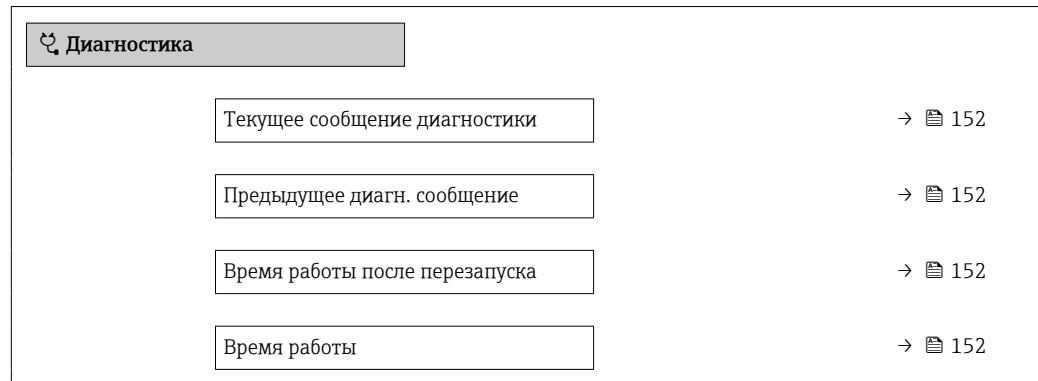 Диагностика
Текущее сообщение диагностики → 152
Предыдущее диагн. сообщение → 152
Время работы после перезапуска → 152
Время работы → 152